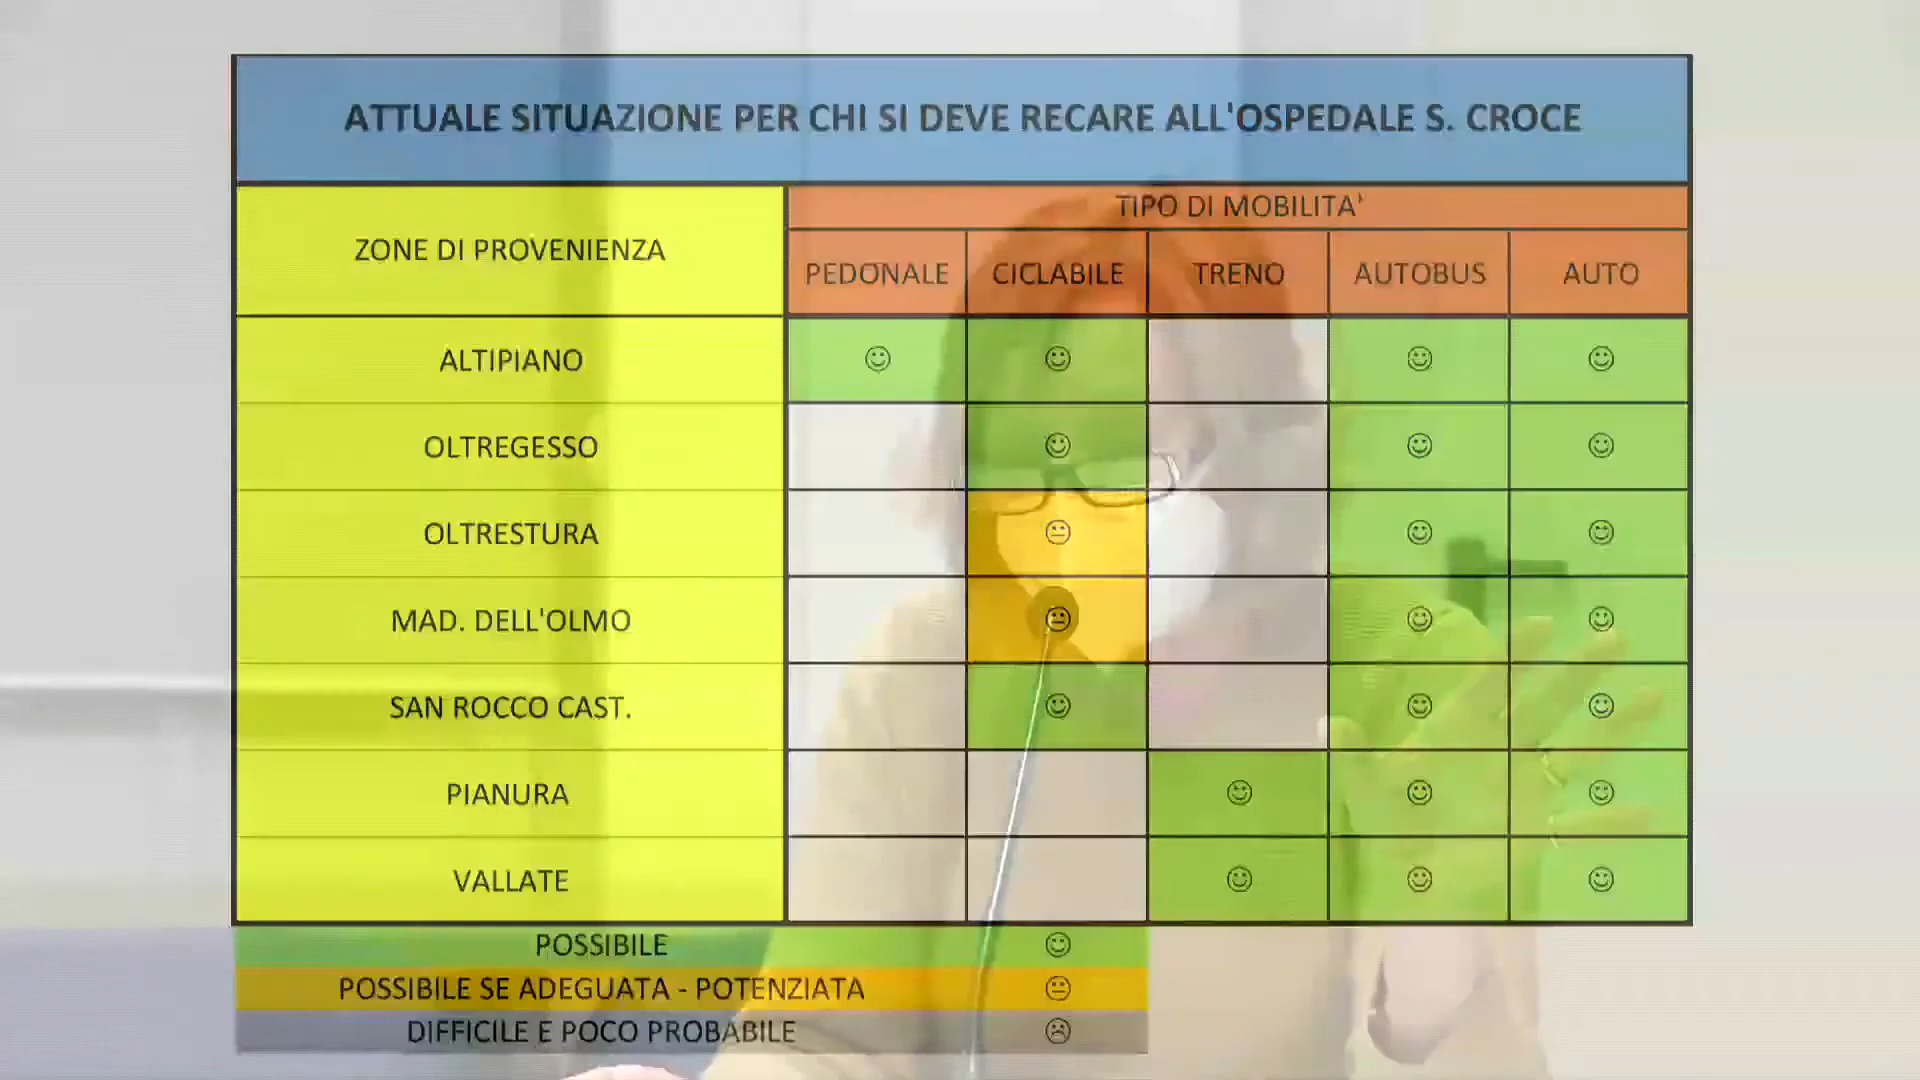 ATTUALE SITUAZIONE PER CHI SI DEVE RECARE ALL'OSPEDALE S. CROCE
ZONE DI PROVENIENZA
TIPO DI MOBILITA'
PEDONALE CICLABILE TRENO AUTOBUS AUTO
ALTIPIANO
OLTREGESSO
OLTRESTURA
MAD. DELL'OLMO
SAN ROCCO CAST.
PIANURA
VALLATE
POSSIBILE
POSSIBILE SE ADEGUATA - POTENZIATA
DIFFICILE E POCO PROBABILE